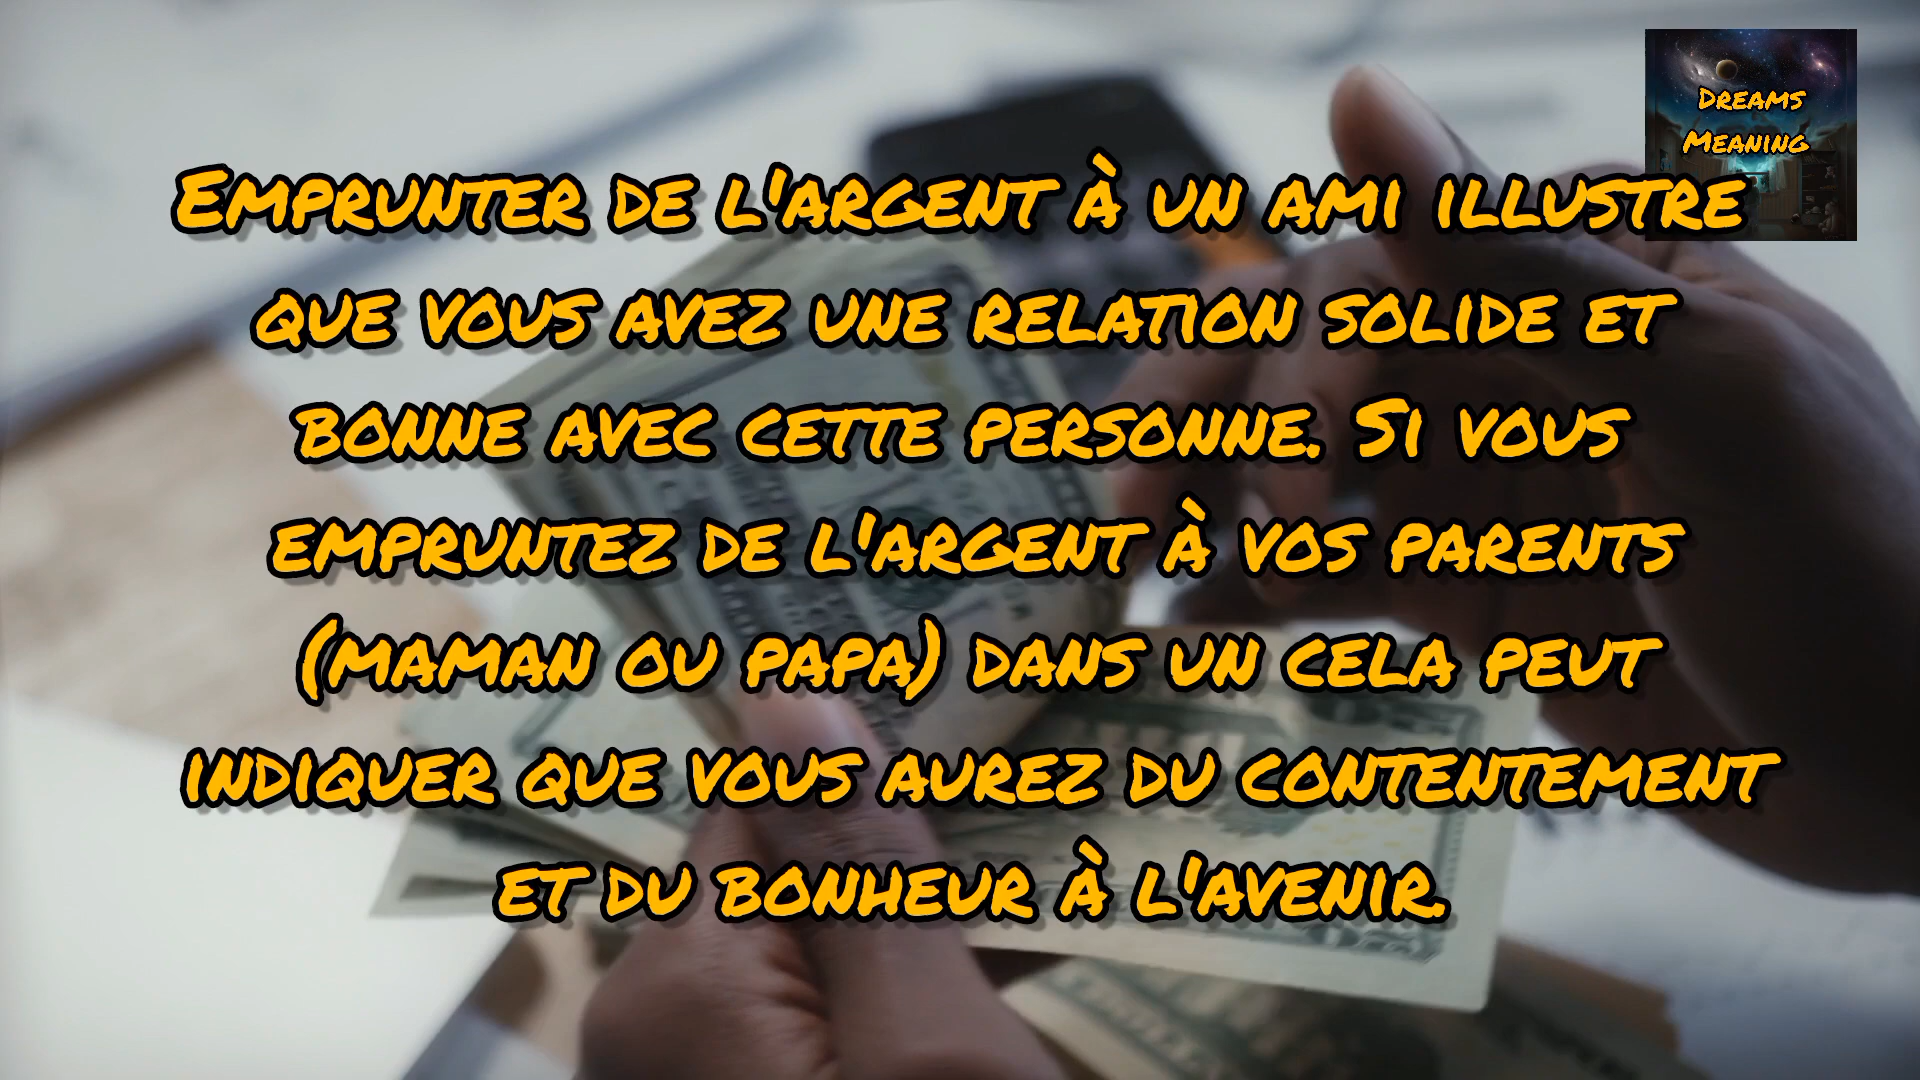 Dreams
Meaning
Emprunter de l'argent à un ami illustre
que vous avez une relation solide et
bonne avec cette personne. Si vous
empruntez de l'argent à vos parents
(maman ou papa) dans un cela peut
indiquer que vous aurez du contentement
et du bonheur à l'avenir.